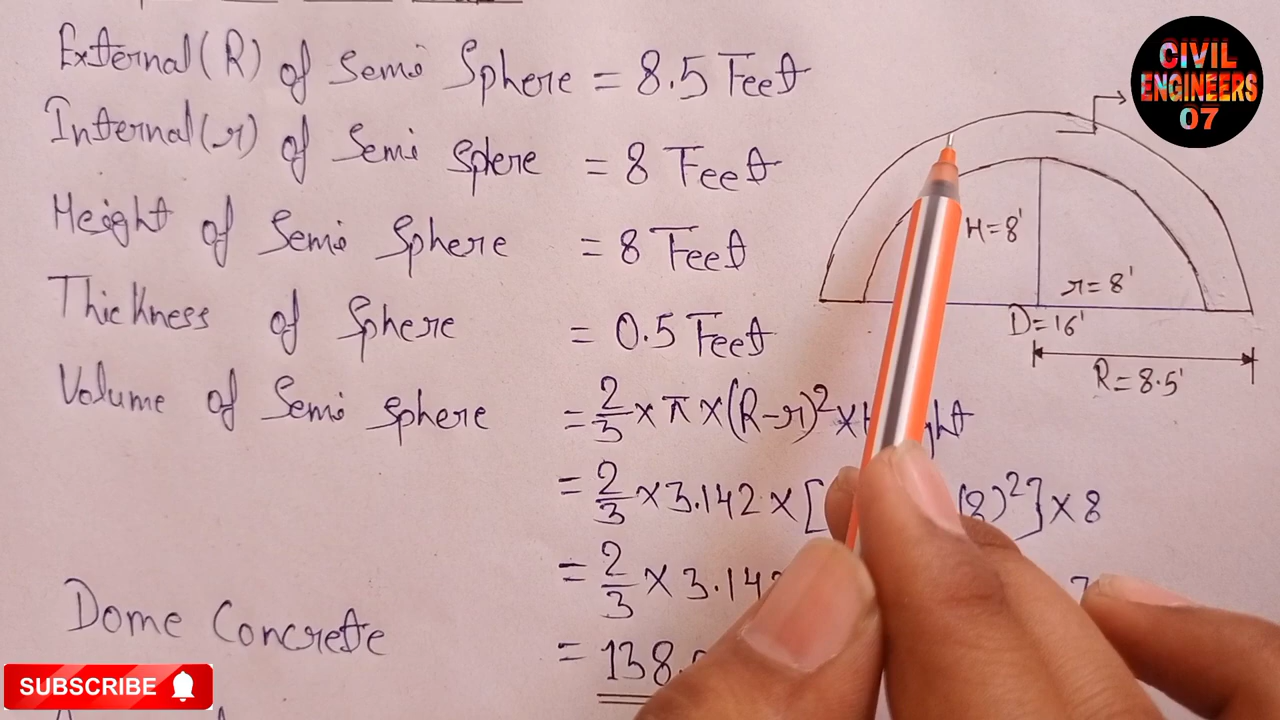 External(R) of Semi Sphere = 8.5 Feet
Internal(r) of Semi sphere = 8 Feet
Height of Semi Sphere = 8 Feet
Thickness of Sphere = 0.5 Feet
Volume of Semi sphere = 2/3 × π × (R-r)² ×
= 2/3 × 3.142 × [ (8)²] × 8
= 2/3 × 3.14
= 138.
Dome Concrete
H = 8'
r = 8'
D = 16'
R = 8.5'
CIVIL
ENGINEERS
07
SUBSCRIBE